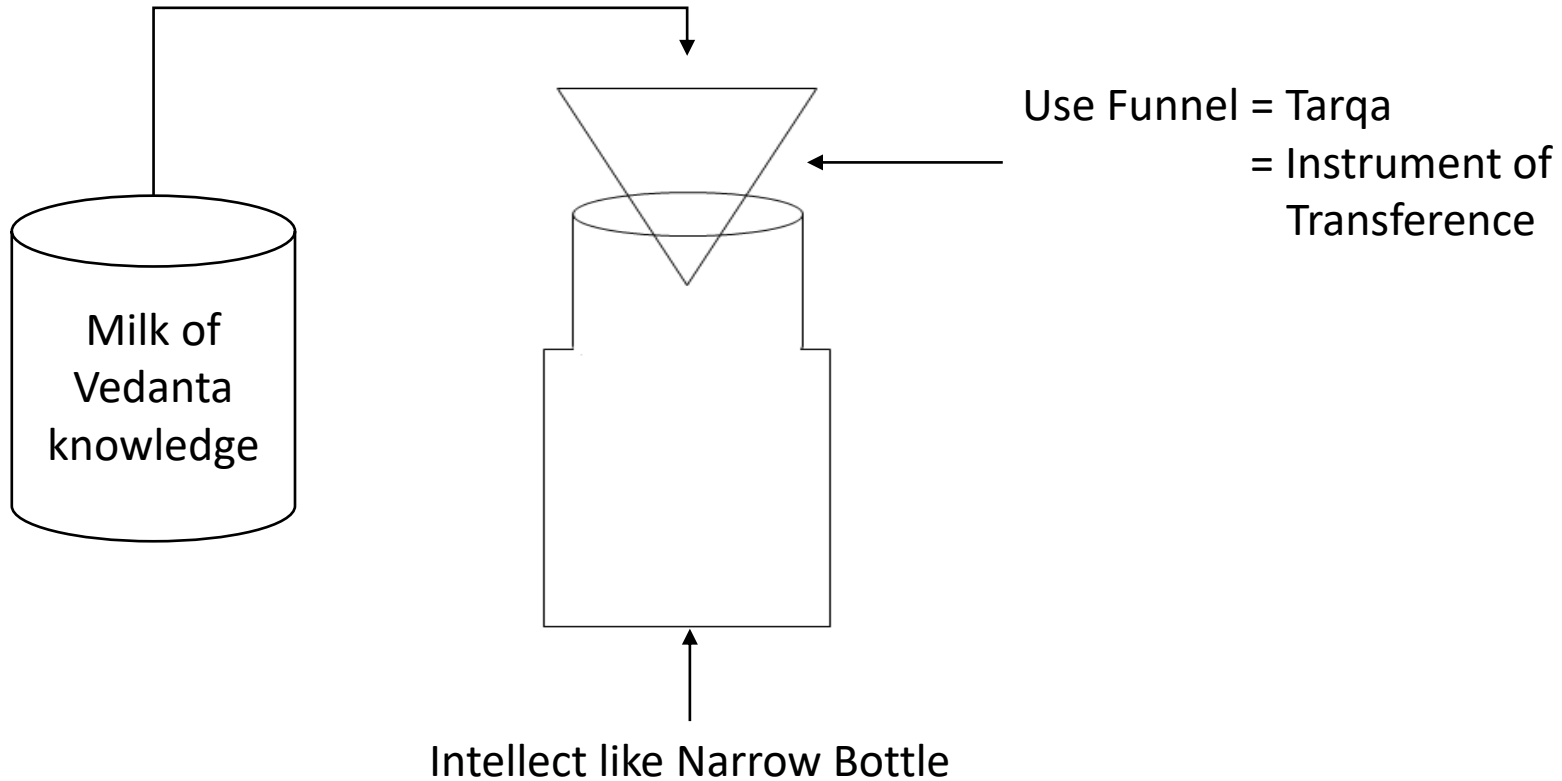 Use Funnel = Tarqa
= Instrument of
Transference
Milk of
Vedanta
knowledge
Intellect like Narrow Bottle